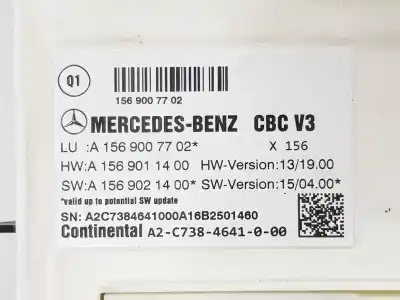 Q1
156 900 77 02
MERCEDES-BENZ CBC V3
LU :A 156 900 77 02* X 156
HW:A 156 901 14 00 HW-Version:13/19.00
SW:A 156 902 14 00* SW-Version:15/04.00*
*valid up to potential SW update
SN: A2C7384641000A16B2501460
Continental A2-C738-4641-0-00